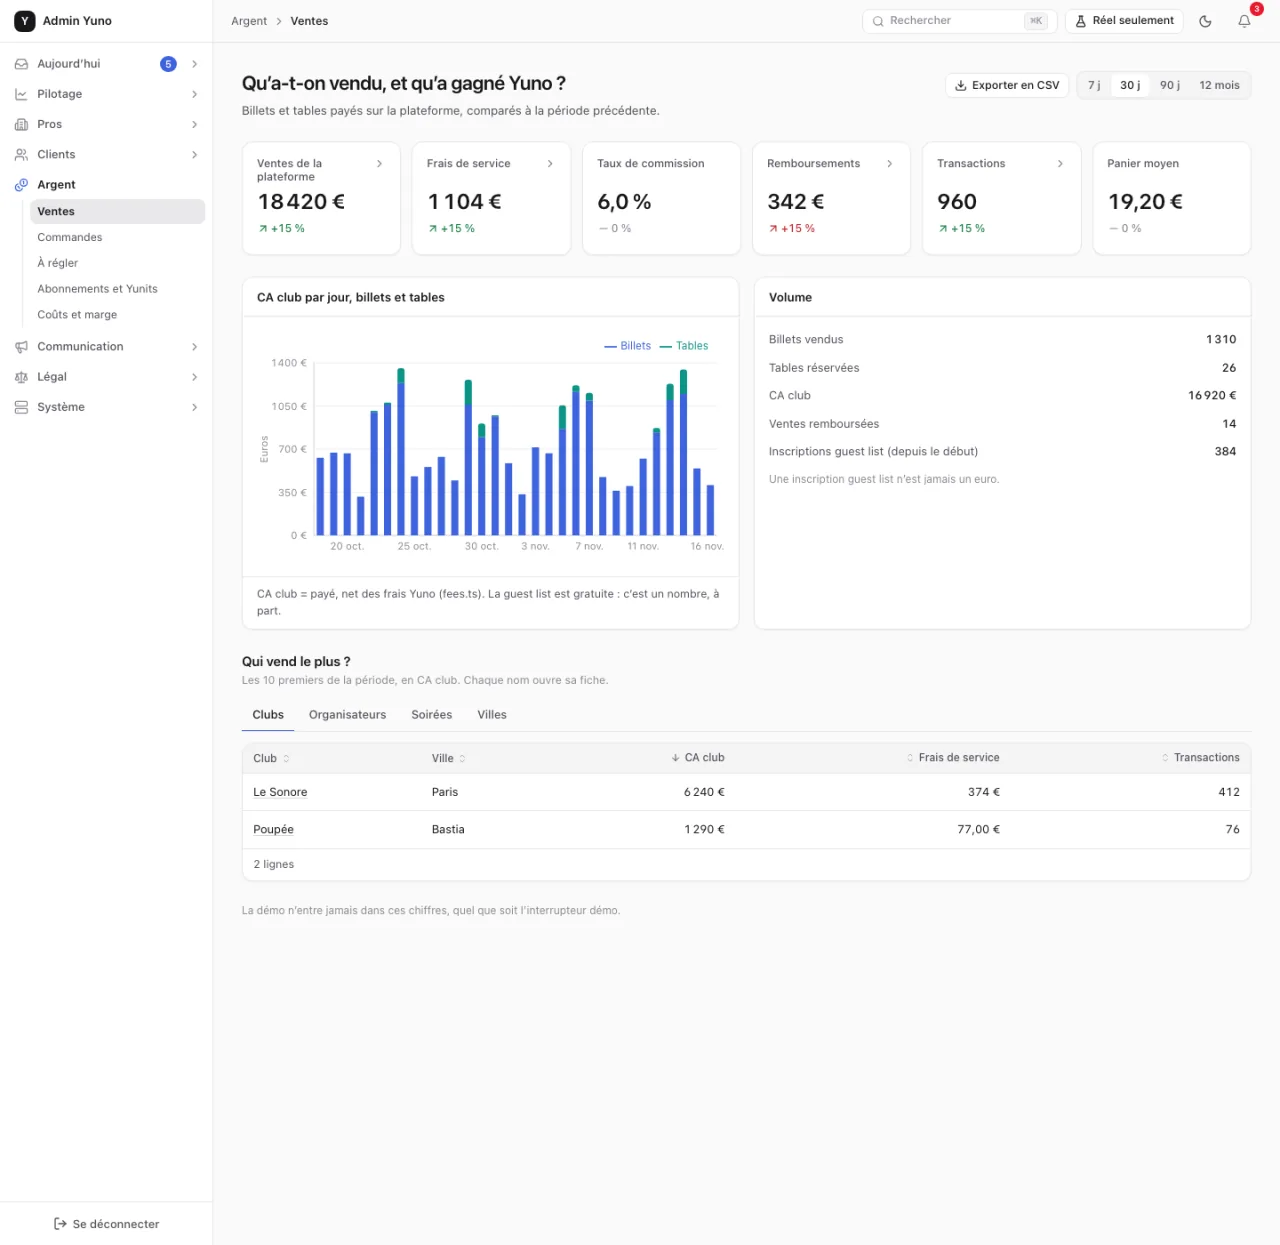 Y Admin Yuno
Argent > Ventes
Rechercher ⌘K
Réel seulement
3
Aujourd'hui 5
Pilotage
Pros
Clients
Argent
Ventes
Commandes
À régler
Abonnements et Yunits
Coûts et marge
Communication
Légal
Système
Se déconnecter
Qu'a-t-on vendu, et qu'a gagné Yuno ?
Billets et tables payés sur la plateforme, comparés à la période précédente.
Exporter en CSV
7 j 30 j 90 j 12 mois
Ventes de la
plateforme
18 420 €
+15 %
Frais de service
1 104 €
+15 %
Taux de commission
6,0 %
— 0 %
Remboursements
342 €
+15 %
Transactions
960
+15 %
Panier moyen
19,20 €
— 0 %
CA club par jour, billets et tables
Billets Tables
1400 €
1050 €
700 €
350 €
0 €
Euros
20 oct. 25 oct. 30 oct. 3 nov. 7 nov. 11 nov. 16 nov.
CA club = payé, net des frais Yuno (fees.ts). La guest list est gratuite : c'est un nombre, à
part.
Volume
Billets vendus 1 310
Tables réservées 26
CA club 16 920 €
Ventes remboursées 14
Inscriptions guest list (depuis le début) 384
Une inscription guest list n'est jamais un euro.
Qui vend le plus ?
Les 10 premiers de la période, en CA club. Chaque nom ouvre sa fiche.
Clubs Organisateurs Soirées Villes
Club Ville CA club Frais de service Transactions
Le Sonore Paris 6 240 € 374 € 412
Poupée Bastia 1 290 € 77,00 € 76
2 lignes
La démo n'entre jamais dans ces chiffres, quel que soit l'interrupteur démo.